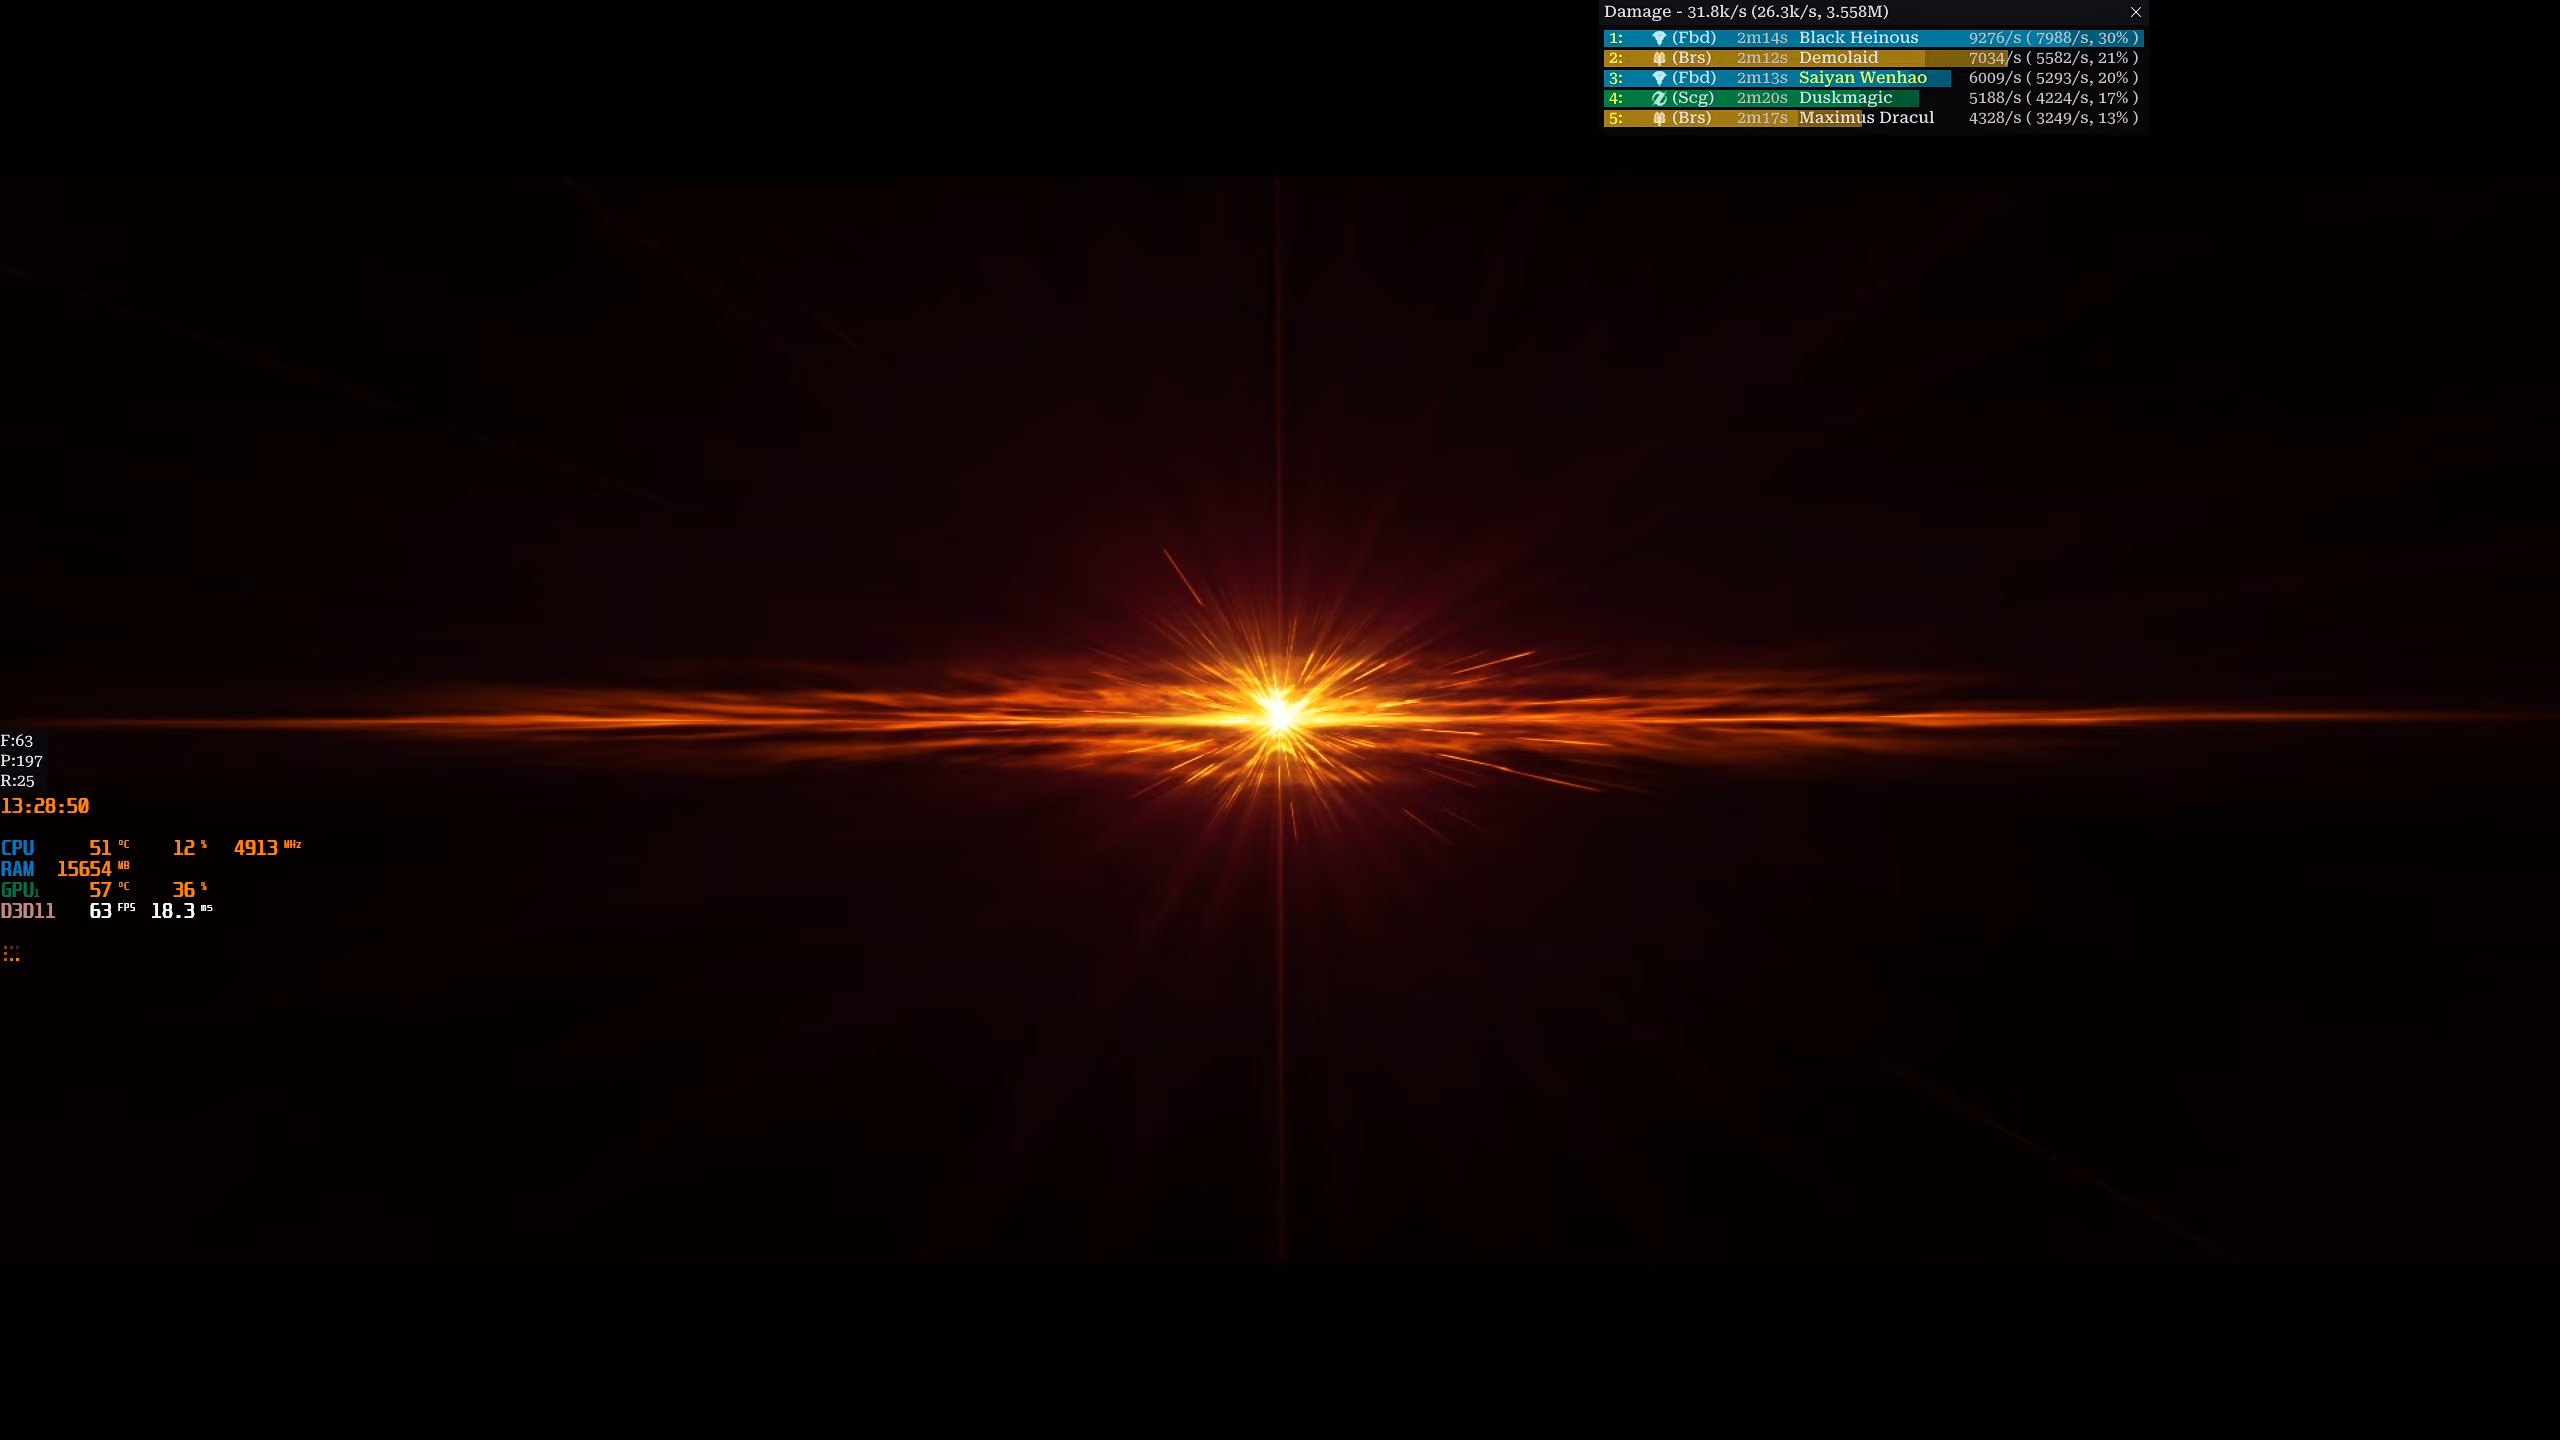 Damage - 31.8k/s (26.3k/s, 3.558M)
1: (Fbd) 2m14s Black Heinous 9276/s ( 7988/s, 30% )
2: (Brs) 2m12s Demolaid 7034/s ( 5582/s, 21% )
3: (Fbd) 2m13s Saiyan Wenhao 6009/s ( 5293/s, 20% )
4: (Scg) 2m20s Duskmagic 5188/s ( 4224/s, 17% )
5: (Brs) 2m17s Maximus Dracul 4328/s ( 3249/s, 13% )
F:63
P:197
R:25
13:28:50
CPU 51 °C 12 % 4913 MHz
RAM 15654 MB
GPU1 57 °C 36 %
D3D11 63 FPS 18.3 ms